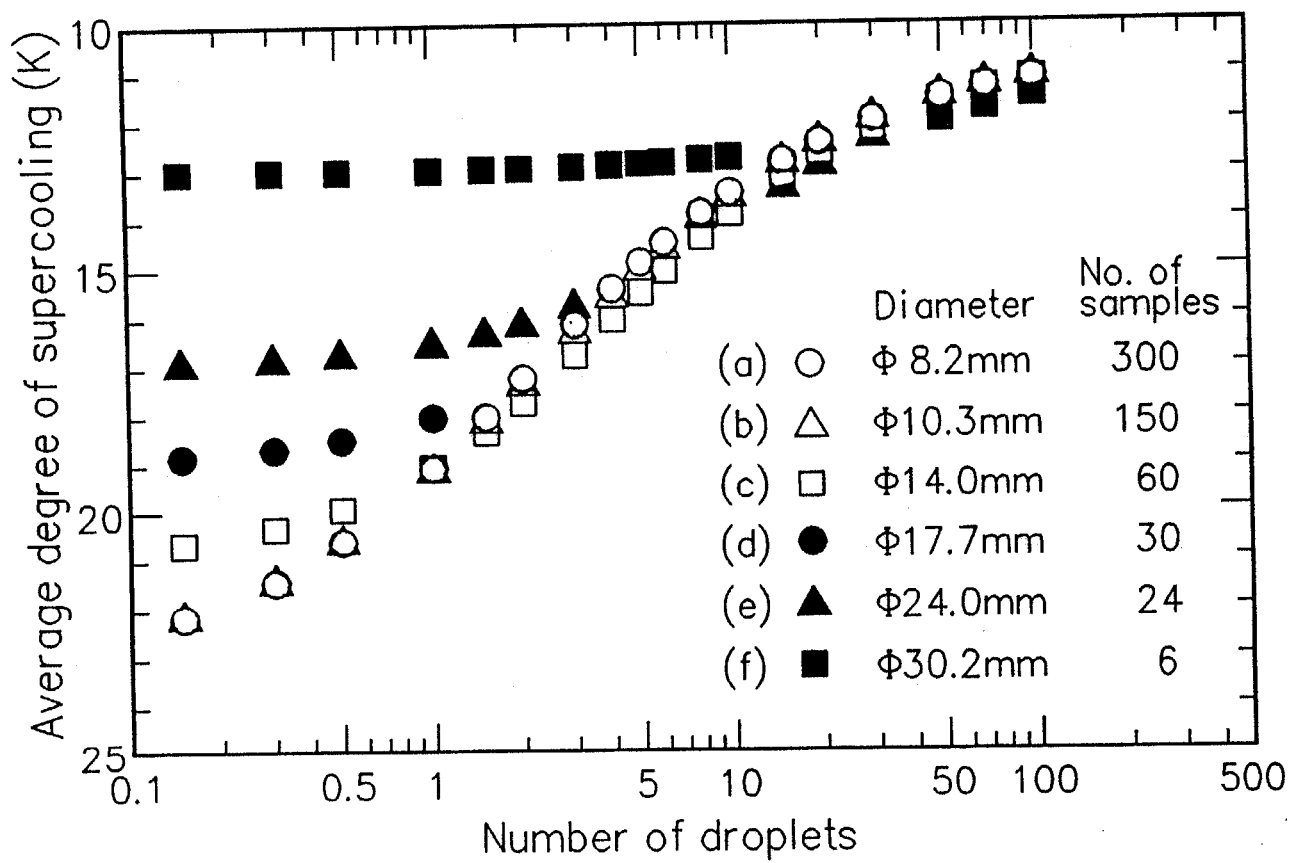 10
15
20
25
Average degree of supercooling (K)
No. of
Diameter samples
(a) Φ 8.2mm 300
(b) Φ10.3mm 150
(c) Φ14.0mm 60
(d) Φ17.7mm 30
(e) Φ24.0mm 24
(f) Φ30.2mm 6
0.1 0.5 1 5 10 50 100 500
Number of droplets